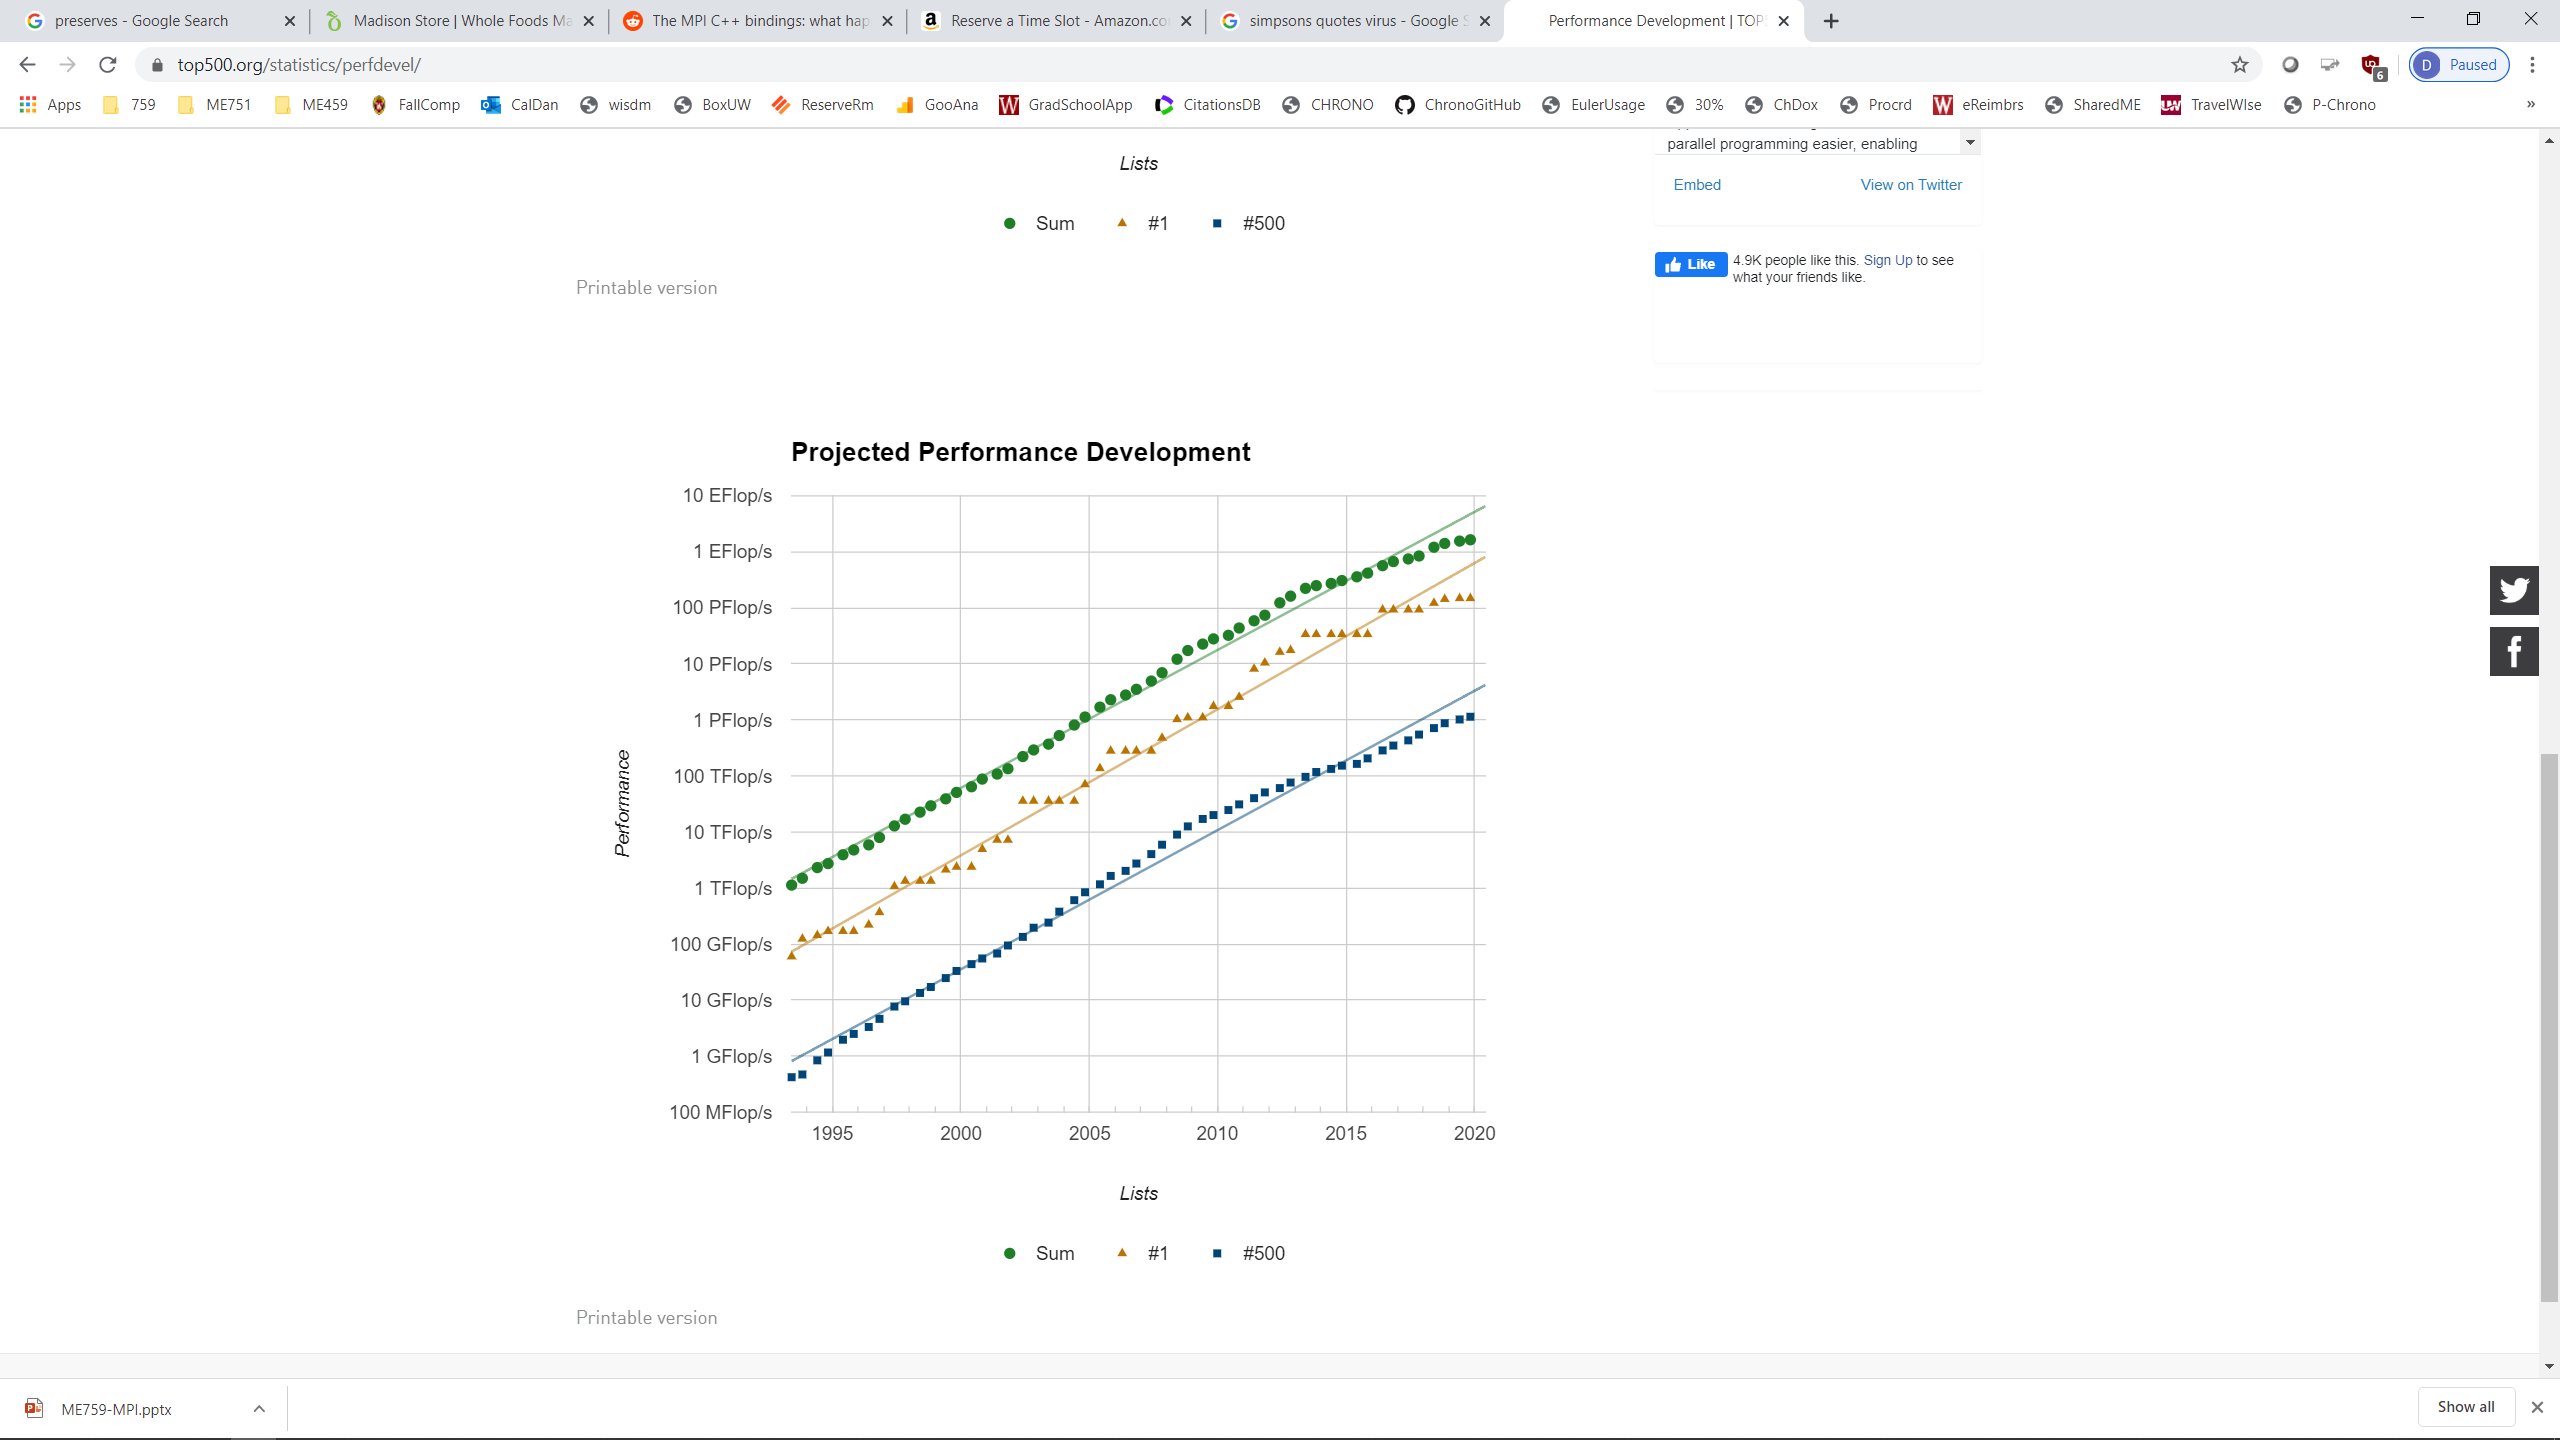 preserves - Google Search
Madison Store | Whole Foods Ma
The MPI C++ bindings: what hap
Reserve a Time Slot - Amazon.co
simpsons quotes virus - Google S
Performance Development | TOP
top500.org/statistics/perfdevel/
6
D Paused
Apps 759 ME751 ME459 FallComp CalDan wisdm BoxUW ReserveRm GooAna GradSchoolApp CitationsDB CHRONO ChronoGitHub EulerUsage 30% ChDox Procrd eReimbrs SharedME TravelWIse P-Chrono »
Lists
Sum #1 #500
Printable version
parallel programming easier, enabling
Embed View on Twitter
Like 4.9K people like this. Sign Up to see
what your friends like.
Projected Performance Development
10 EFlop/s
1 EFlop/s
100 PFlop/s
10 PFlop/s
1 PFlop/s
100 TFlop/s
10 TFlop/s
1 TFlop/s
100 GFlop/s
10 GFlop/s
1 GFlop/s
100 MFlop/s
Performance
1995 2000 2005 2010 2015 2020
Lists
Sum #1 #500
Printable version
ME759-MPI.pptx
Show all